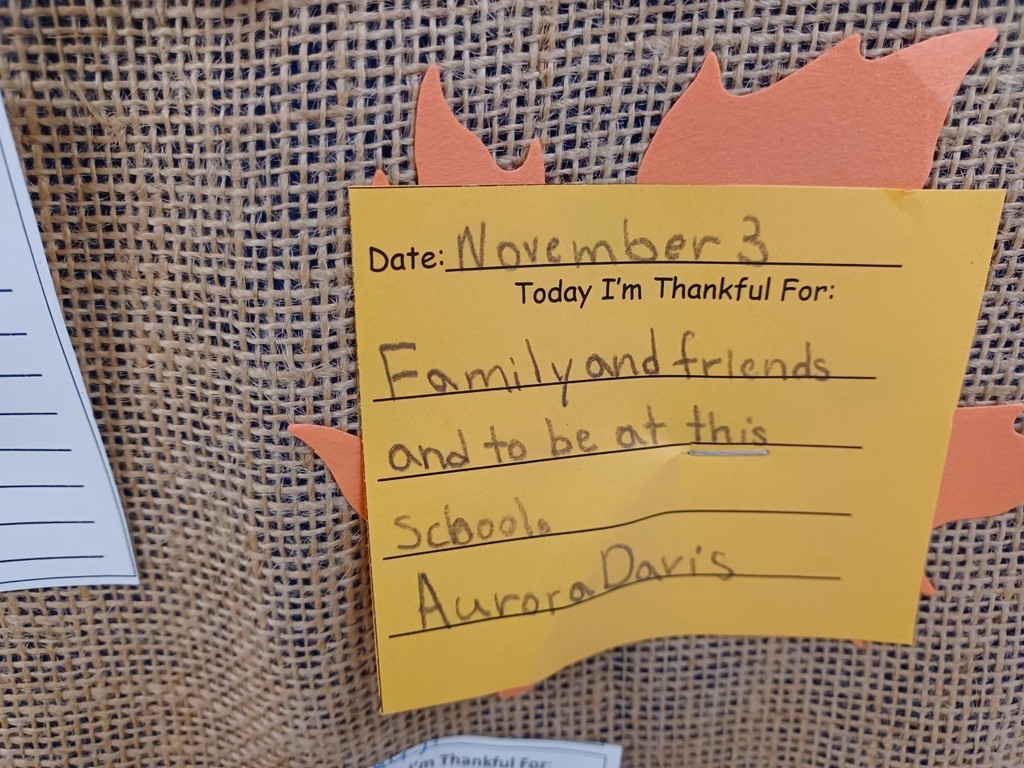 Date: November 3
Today I'm Thankful For:
Family and friends
and to be at this
school.
Aurora Davis
I'm Thankful For: